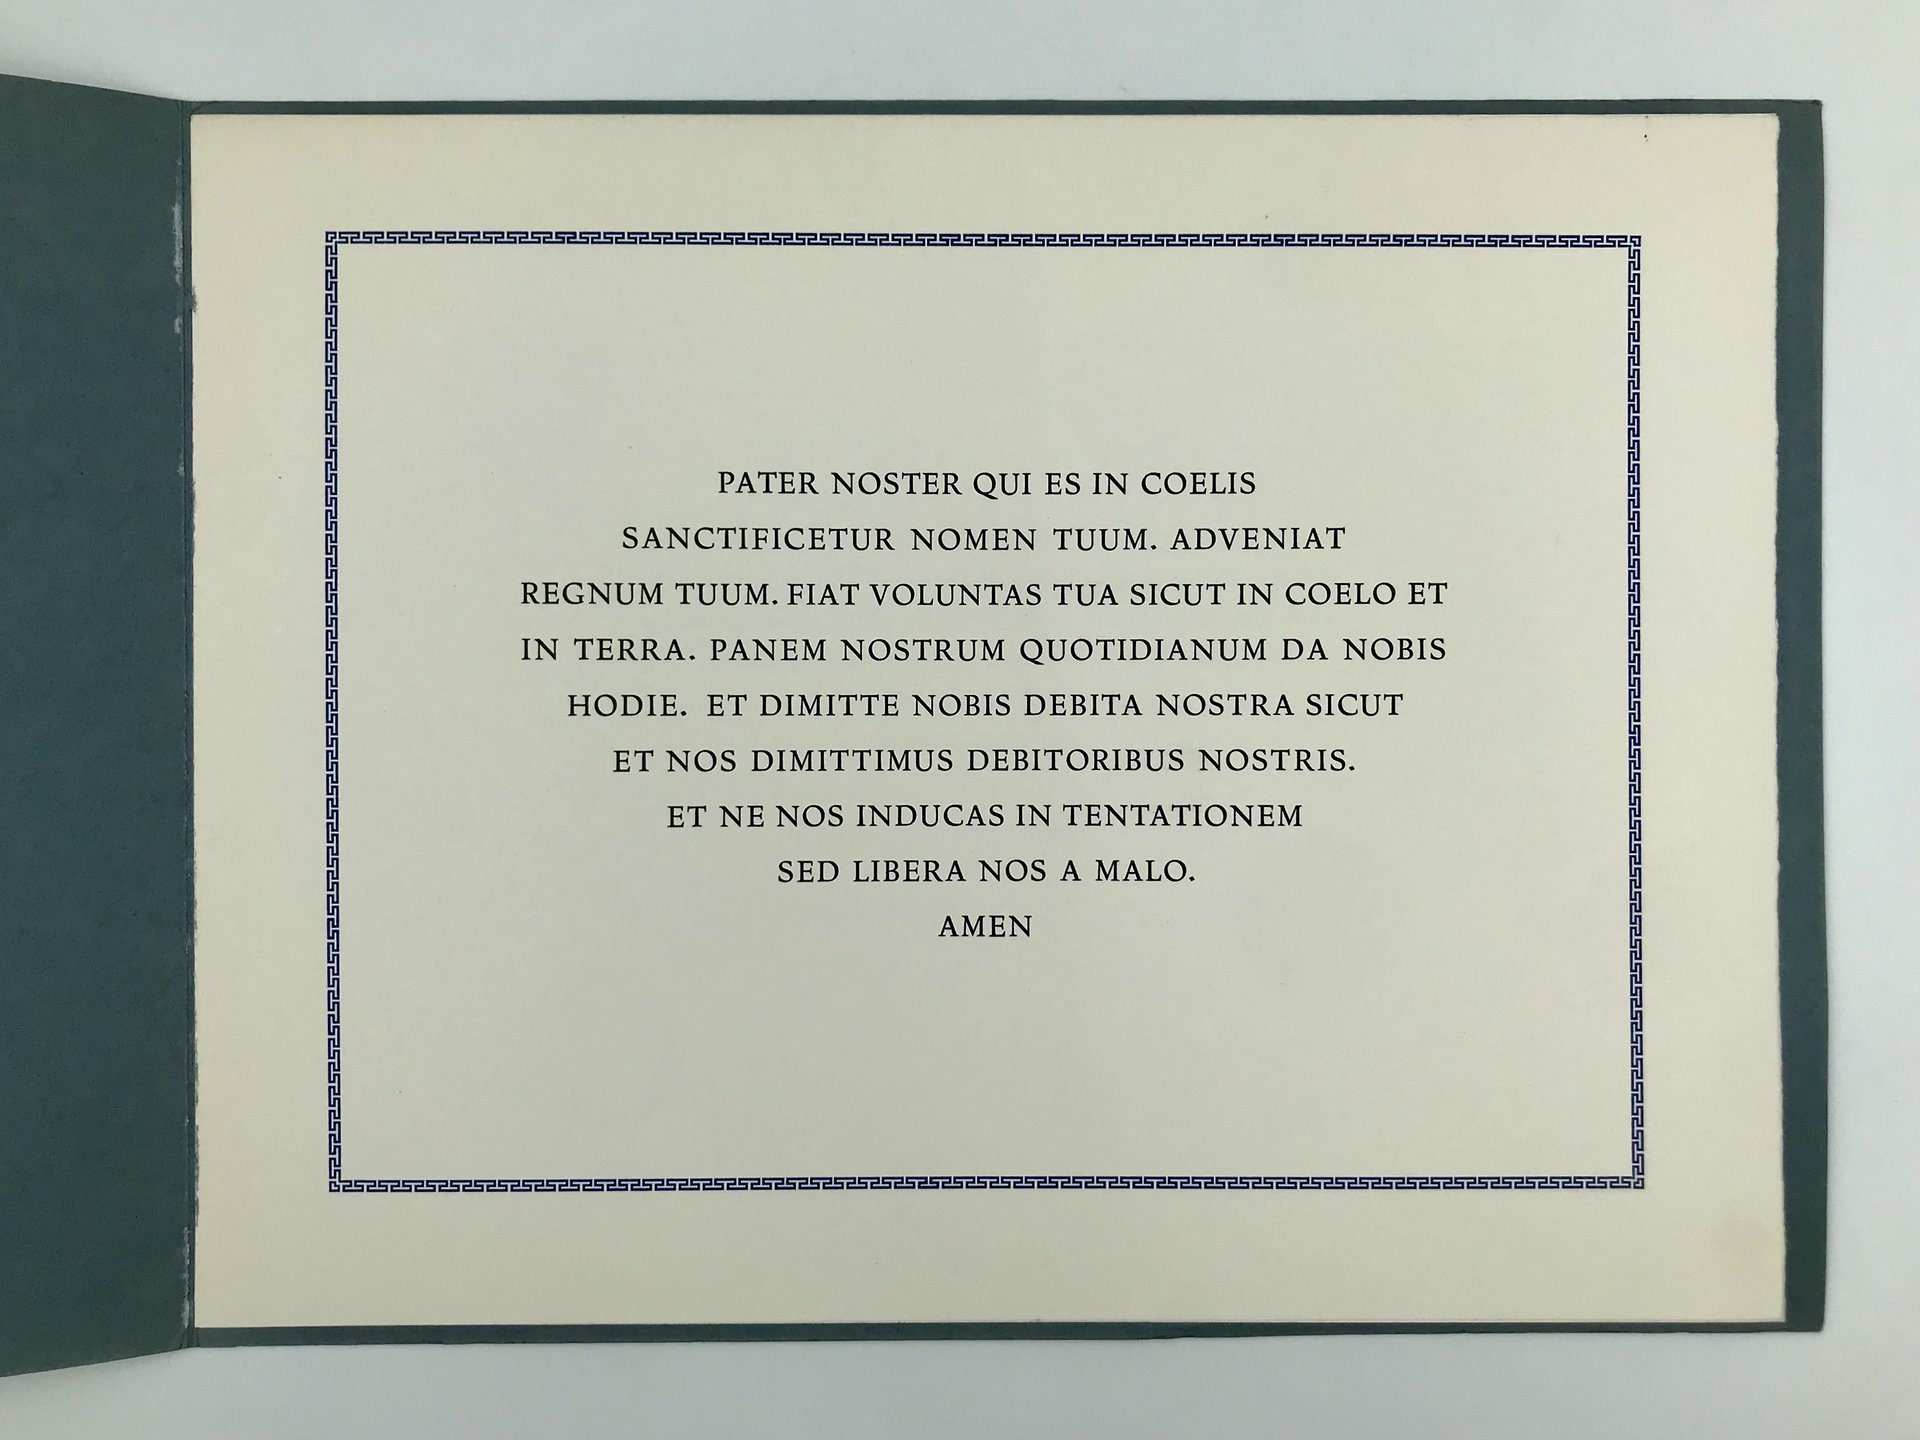 PATER NOSTER QUI ES IN COELIS
SANCTIFICETUR NOMEN TUUM. ADVENIAT
REGNUM TUUM. FIAT VOLUNTAS TUA SICUT IN COELO ET
IN TERRA. PANEM NOSTRUM QUOTIDIANUM DA NOBIS
HODIE. ET DIMITTE NOBIS DEBITA NOSTRA SICUT
ET NOS DIMITTIMUS DEBITORIBUS NOSTRIS.
ET NE NOS INDUCAS IN TENTATIONEM
SED LIBERA NOS A MALO.
AMEN